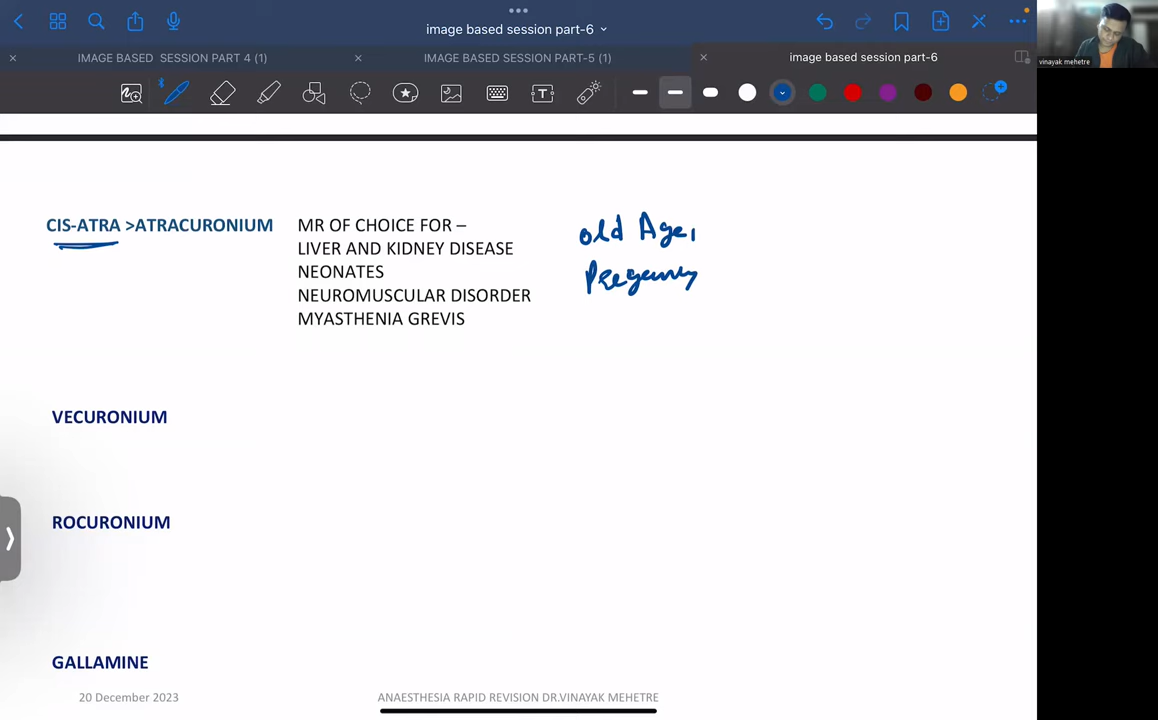 image based session part-6
IMAGE BASED SESSION PART 4 (1)
IMAGE BASED SESSION PART-5 (1)
image based session part-6
vinayak mehetre
CIS-ATRA >ATRACURONIUM
MR OF CHOICE FOR –
LIVER AND KIDNEY DISEASE
NEONATES
NEUROMUSCULAR DISORDER
MYASTHENIA GREVIS
old Age,
Pregnancy
VECURONIUM
ROCURONIUM
GALLAMINE
20 December 2023
ANAESTHESIA RAPID REVISION DR.VINAYAK MEHETRE